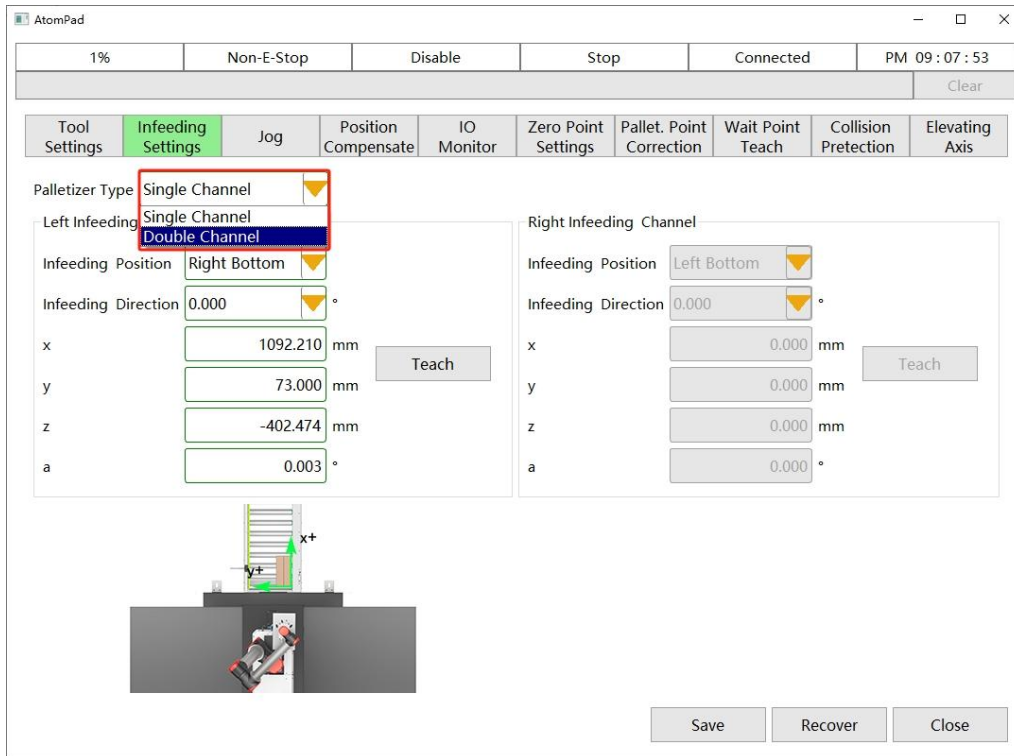 AtomPad
1% Non-E-Stop Disable Stop Connected PM 09 : 07 : 53
Clear
Tool Settings Infeeding Settings Jog Position Compensate IO Monitor Zero Point Settings Pallet. Point Correction Wait Point Teach Collision Pretection Elevating Axis
Palletizer Type Single Channel
Single Channel
Double Channel
Left Infeeding
Infeeding Position Right Bottom
Infeeding Direction 0.000 °
x 1092.210 mm
Teach
y 73.000 mm
z -402.474 mm
a 0.003 °
Right Infeeding Channel
Infeeding Position Left Bottom
Infeeding Direction 0.000 °
x 0.000 mm
Teach
y 0.000 mm
z 0.000 mm
a 0.000 °
x+
y+
Save Recover Close